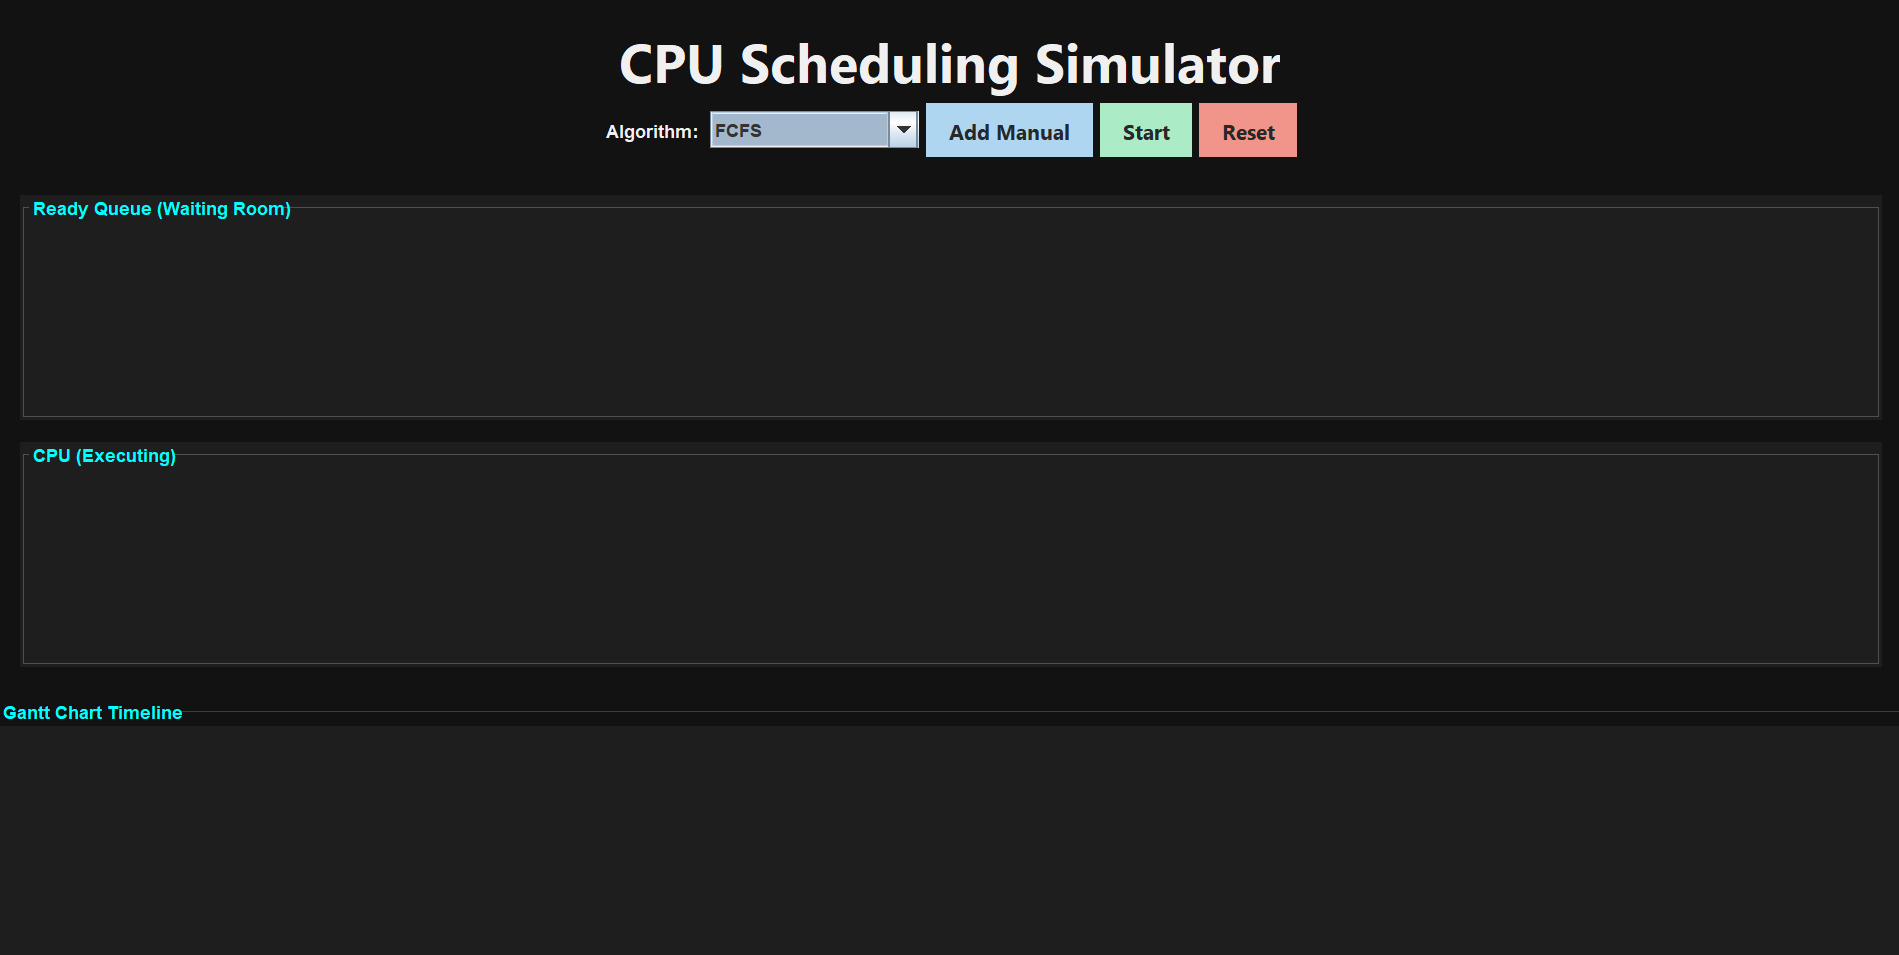 CPU Scheduling Simulator
Algorithm: FCFS Add Manual Start Reset
Ready Queue (Waiting Room)
CPU (Executing)
Gantt Chart Timeline